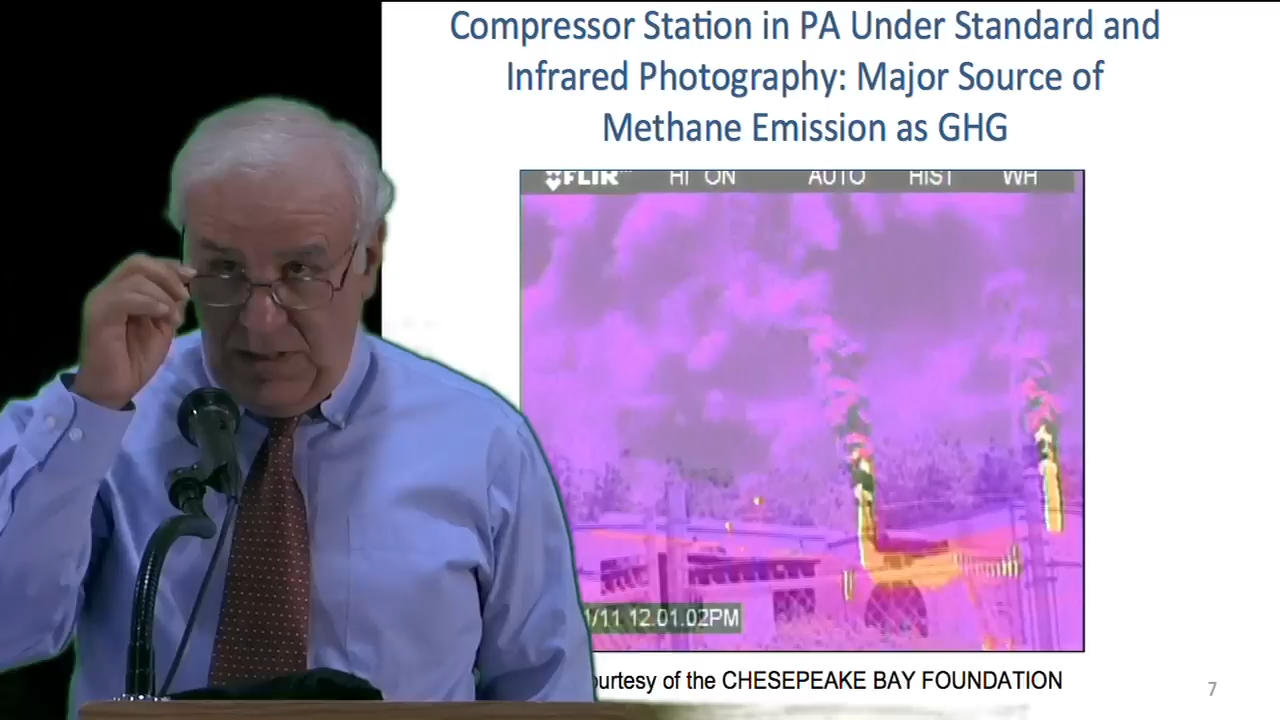 Compressor Station in PA Under Standard and
Infrared Photography: Major Source of
Methane Emission as GHG
FLIR HI ON AUTO HIST WH
/11 12.01.02PM
of the CHESEPEAKE BAY FOUNDATION
7